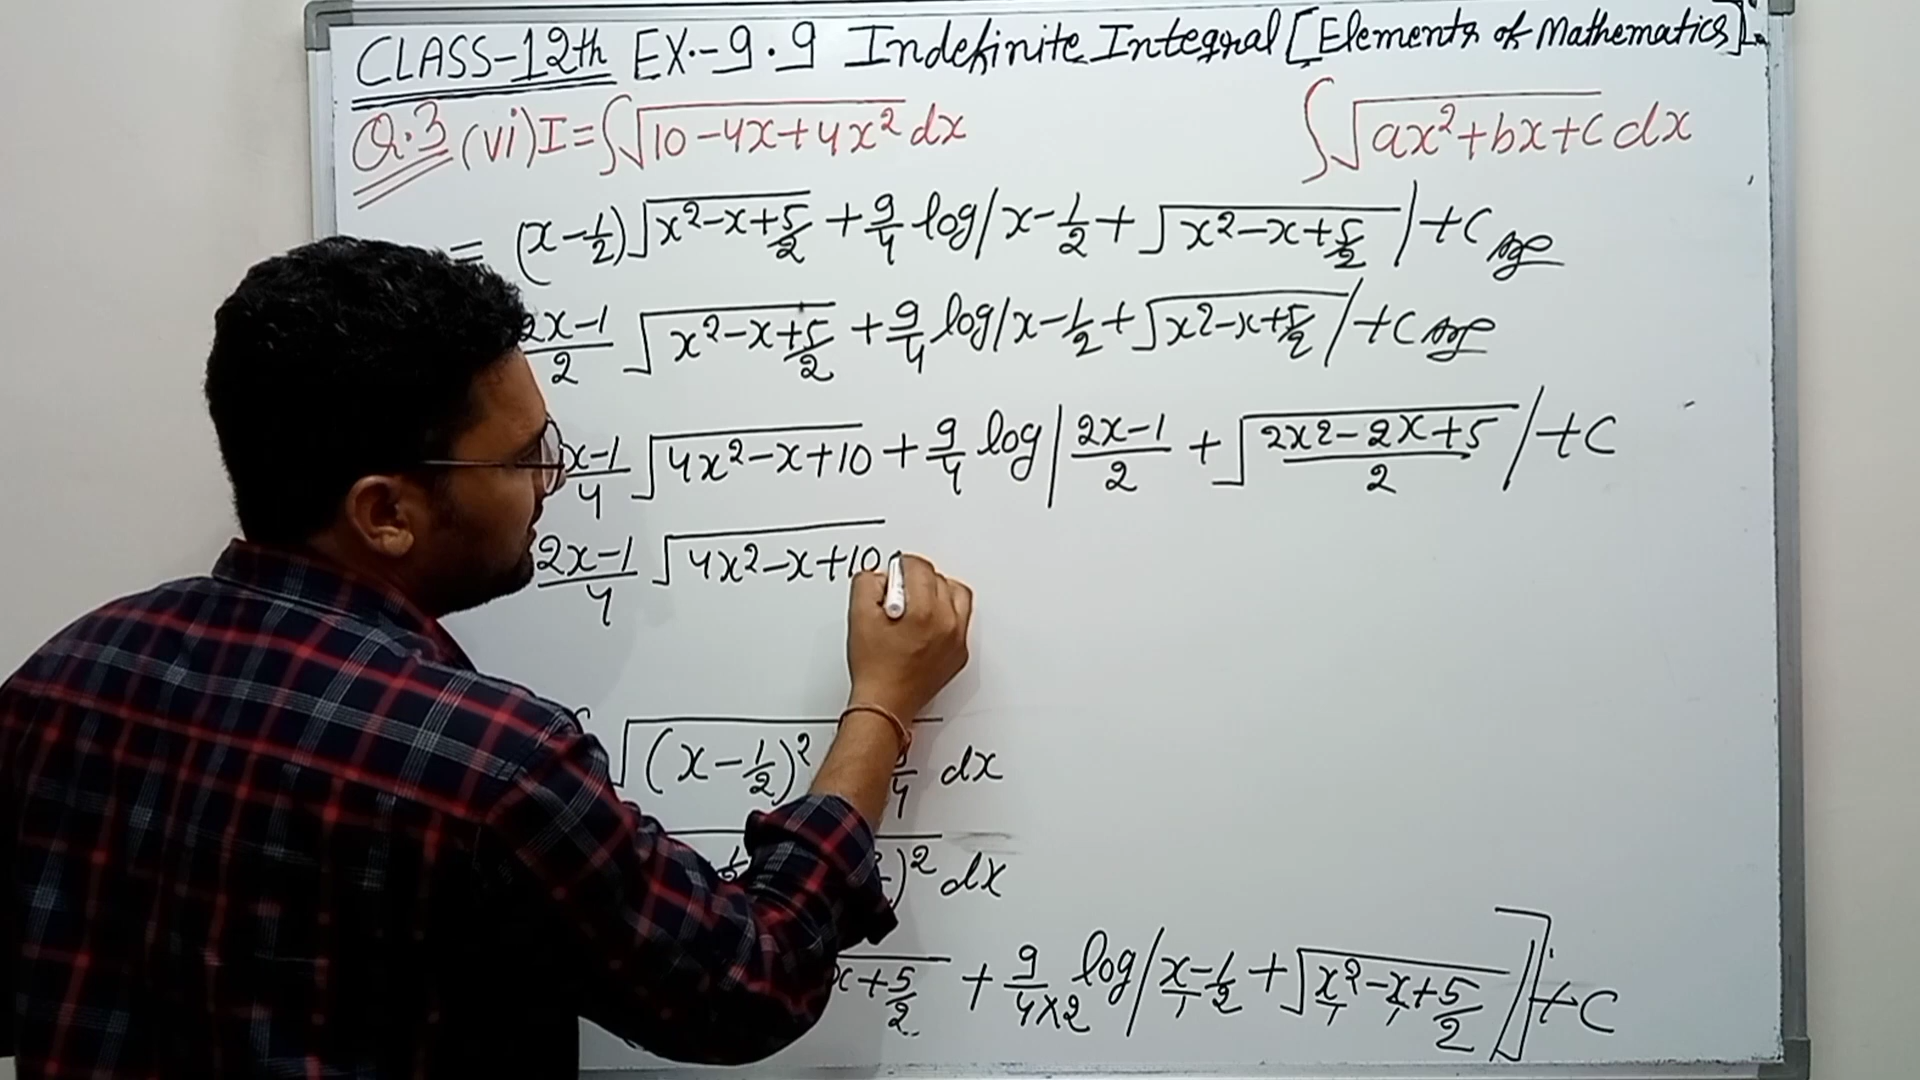 CLASS-12th EX.-9.9 Indefinite Integral [Elements of Mathematics].
Q.3 (vi) I=∫√(10-4x+4x²) dx
∫√(ax²+bx+c) dx
= (x-1/2)√(x²-x+5/2) + 9/4 log|x-1/2+√(x²-x+5/2)|+C
2x-1/2 √(x²-x+5/2) + 9/4 log|x-1/2+√(x²-x+5/2)|+C
x-1/4 √(4x²-x+10) + 9/4 log|2x-1/2 + √(2x²-2x+5/2)|+C
2x-1/4 √(4x²-x+10)
√((x-1/2)² /4 dx
)² dx
x+5/2 + 9/4×2 log|x-1/2+√(x²-x+5/2)|]+C